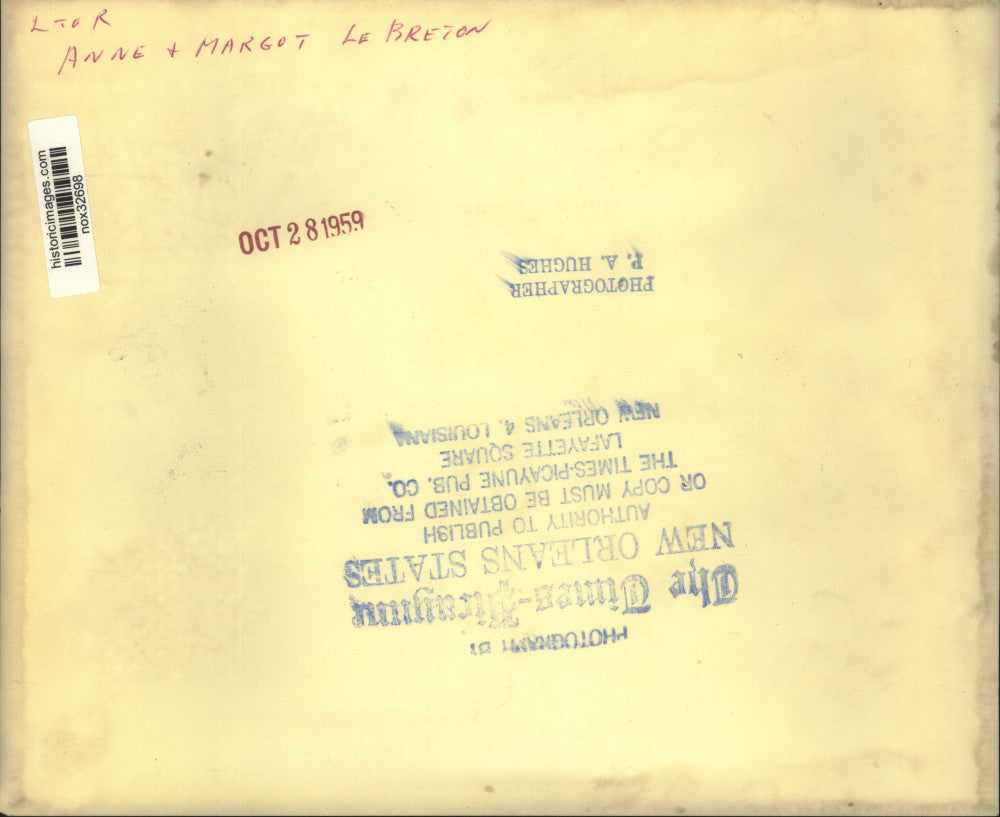 L TO R
ANNE + MARGOT LE BRETON
historicimages.com
nox32698
OCT 28 1959
PHOTOGRAPHER
P. A. HUGHES
PHOTOGRAPH BY
The Times-Picayune
NEW ORLEANS STATES
AUTHORITY TO PUBLISH
OR COPY MUST BE OBTAINED FROM
THE TIMES-PICAYUNE PUB. CO.
LAFAYETTE SQUARE
NEW ORLEANS 4, LOUISIANA